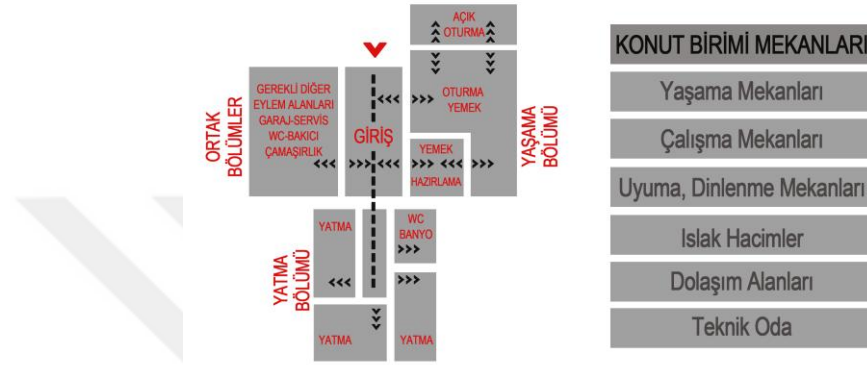 AÇIK
OTURMA
GEREKLİ DİĞER
EYLEM ALANLARI
GARAJ-SERVİS
WC-BAKICI
ÇAMAŞIRLIK
ORTAK
BÖLÜMLER
GİRİŞ
OTURMA
YEMEK
YEMEK
HAZIRLAMA
YAŞAMA
BÖLÜMÜ
YATMA
WC
BANYO
YATMA
BÖLÜMÜ
YATMA
YATMA
KONUT BİRİMİ MEKANLARI
Yaşama Mekanları
Çalışma Mekanları
Uyuma, Dinlenme Mekanları
Islak Hacimler
Dolaşım Alanları
Teknik Oda